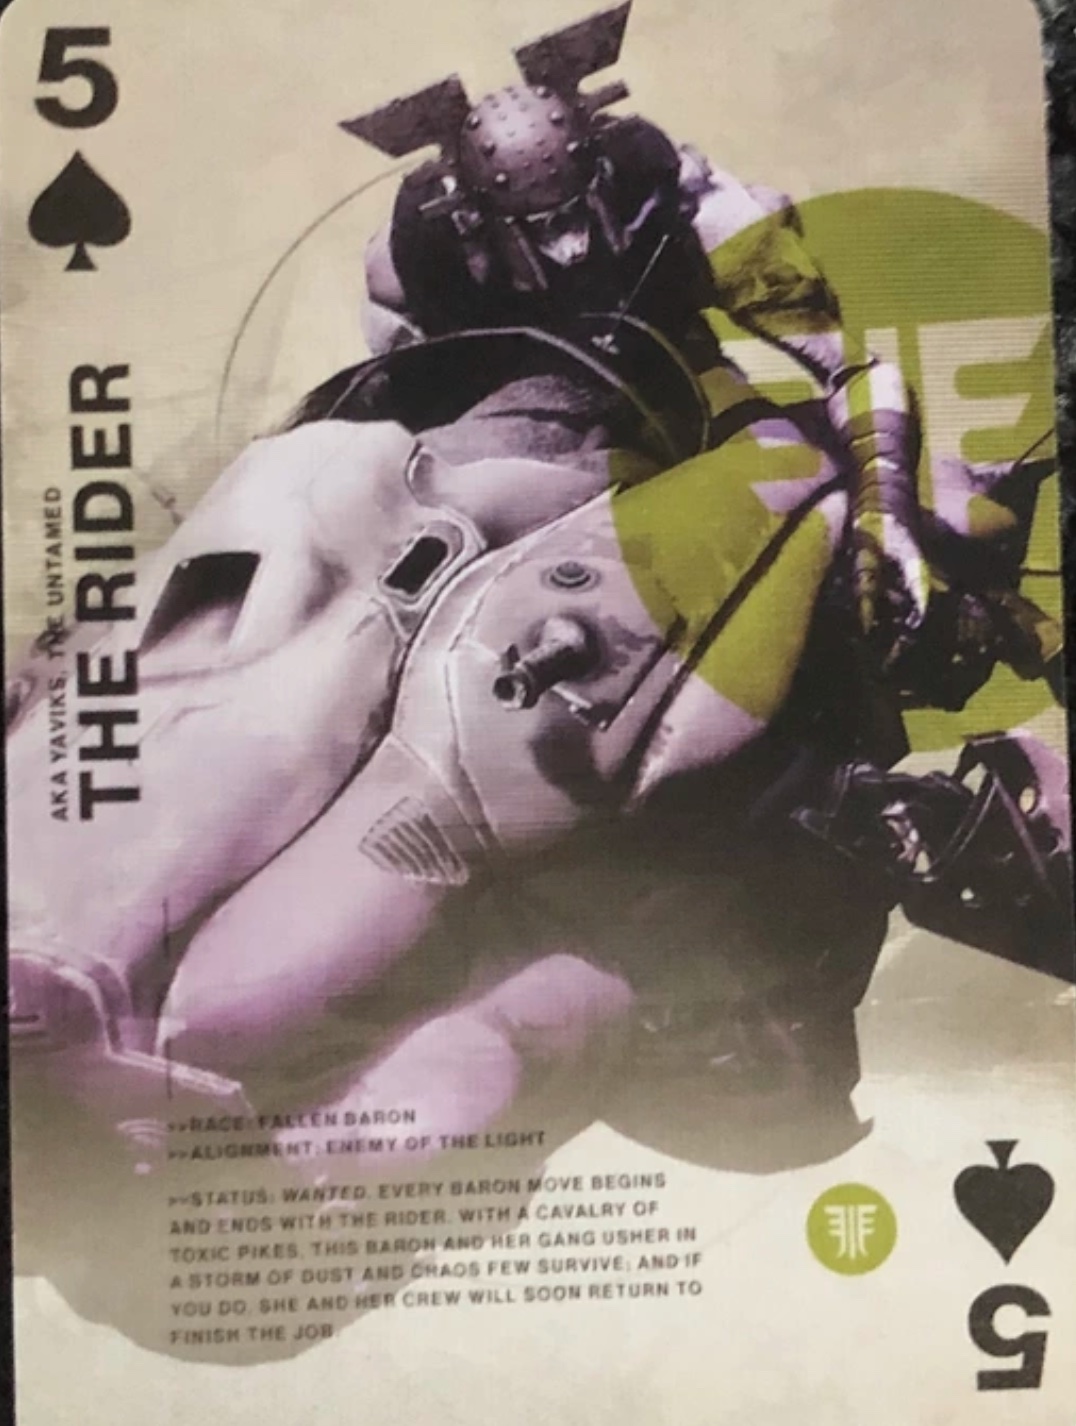 5
AKA YAVIKS, THE UNTAMED
THE RIDER
>>RACE: FALLEN BARON
>>ALIGNMENT: ENEMY OF THE LIGHT
>>STATUS: WANTED. EVERY BARON MOVE BEGINS
AND ENDS WITH THE RIDER. WITH A CAVALRY OF
TOXIC PIKES, THIS BARON AND HER GANG USHER IN
A STORM OF DUST AND CHAOS FEW SURVIVE; AND IF
YOU DO, SHE AND HER CREW WILL SOON RETURN TO
FINISH THE JOB.
5